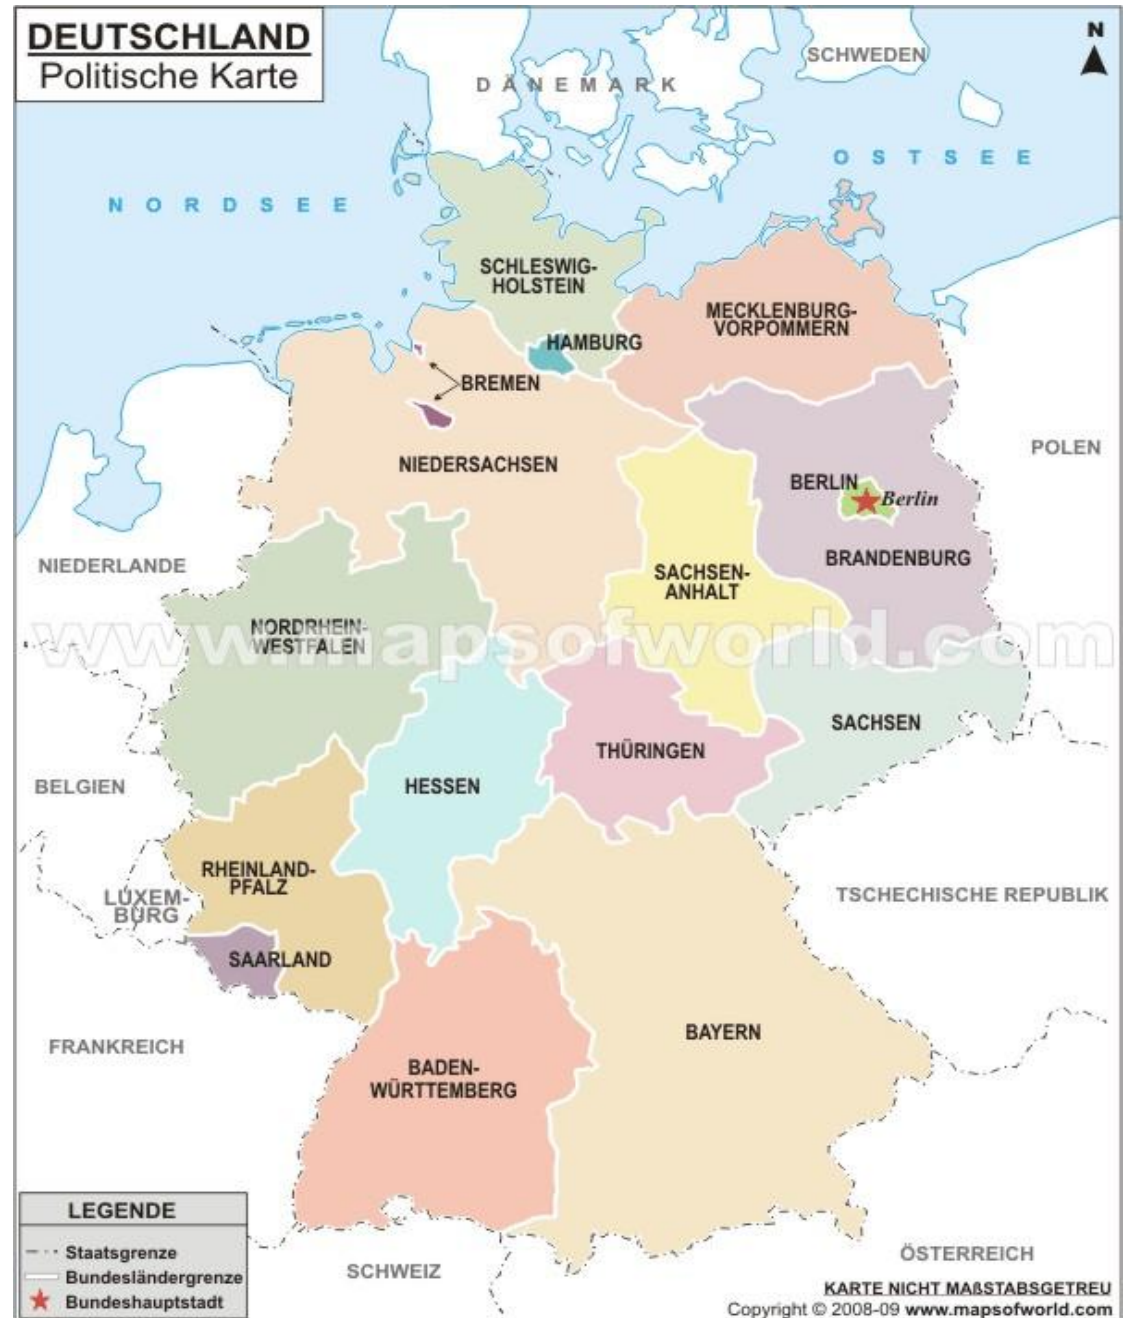 DEUTSCHLAND
Politische Karte
N
SCHWEDEN
DÄNEMARK
OSTSEE
NORDSEE
SCHLESWIG-
HOLSTEIN
MECKLENBURG-
VORPOMMERN
HAMBURG
BREMEN
POLEN
NIEDERSACHSEN
BERLIN
Berlin
BRANDENBURG
NIEDERLANDE
SACHSEN-
ANHALT
NORDRHEIN-
WESTFALEN
www.mapsofworld.com
SACHSEN
THÜRINGEN
BELGIEN
HESSEN
RHEINLAND-
PFALZ
LUXEM-
BURG
TSCHECHISCHE REPUBLIK
SAARLAND
FRANKREICH
BAYERN
BADEN-
WÜRTTEMBERG
LEGENDE
Staatsgrenze
Bundesländergrenze
Bundeshauptstadt
SCHWEIZ
ÖSTERREICH
KARTE NICHT MAßSTABSGETREU
Copyright © 2008-09 www.mapsofworld.com